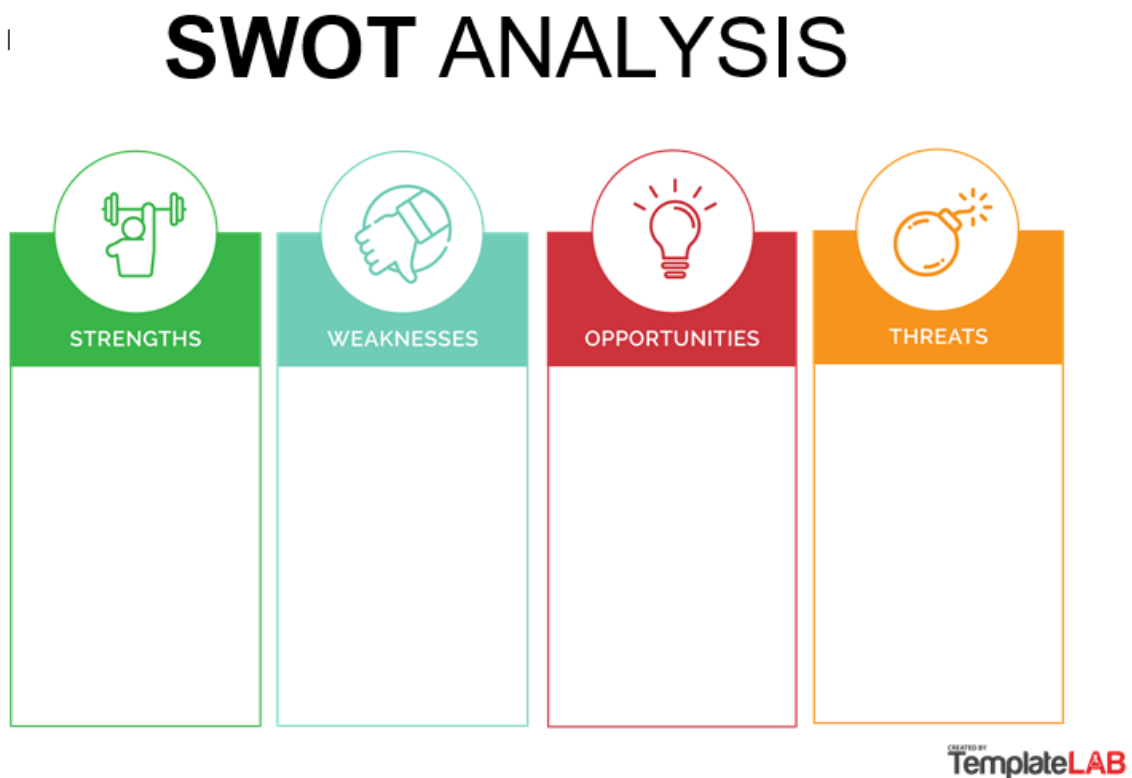 SWOT ANALYSIS
STRENGTHS
WEAKNESSES
OPPORTUNITIES
THREATS
CREATED BY
TemplateLAB